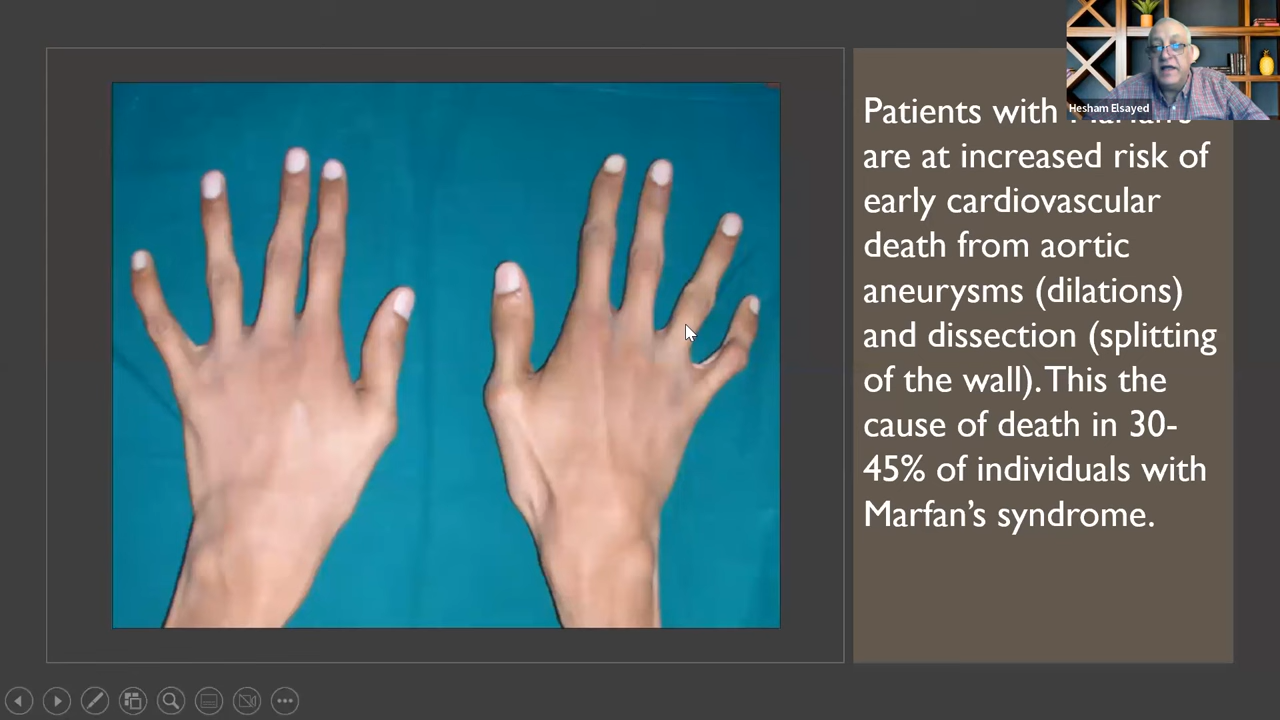 Hesham Elsayed
Patients with
are at increased risk of
early cardiovascular
death from aortic
aneurysms (dilations)
and dissection (splitting
of the wall). This the
cause of death in 30-
45% of individuals with
Marfan's syndrome.